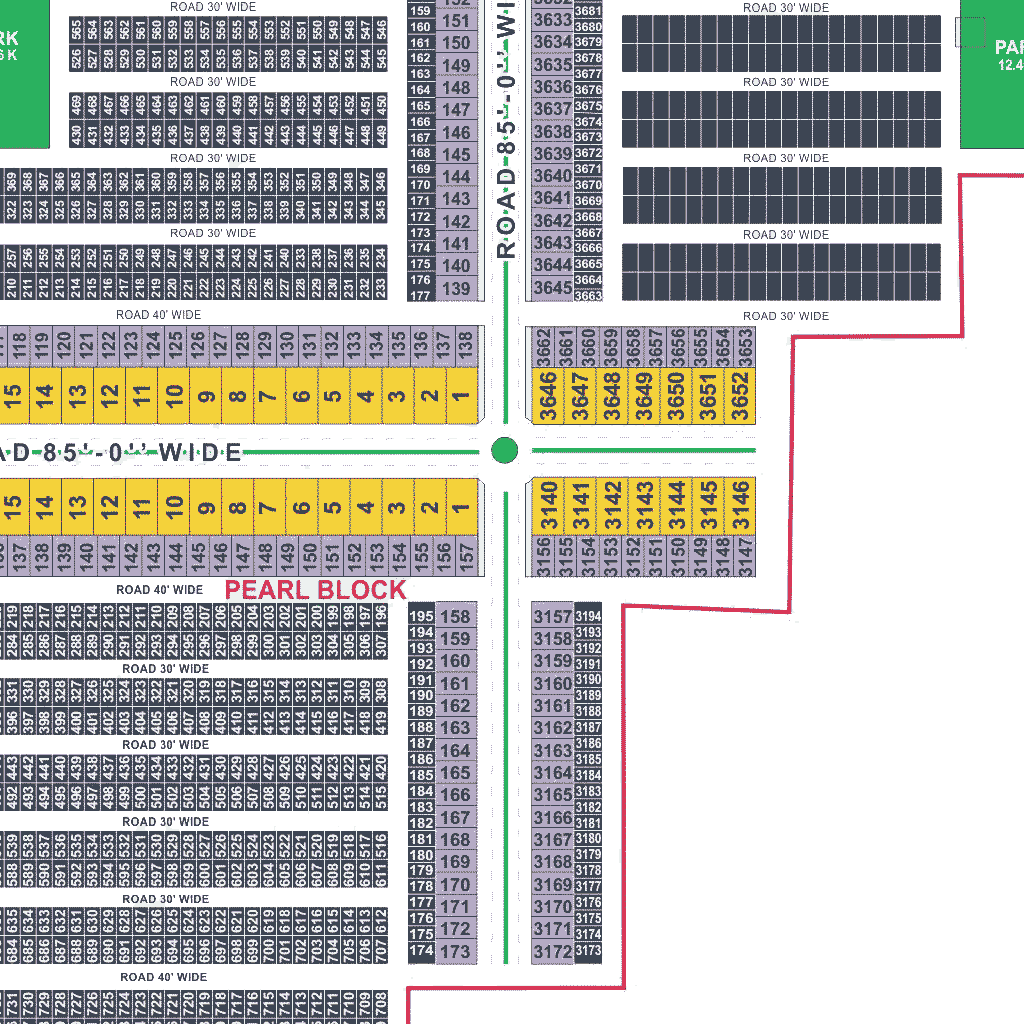 ROAD 30' WIDE
ROAD 30' WIDE
565 564 563 562 561 560 559 558 557 556 555 554 553 552 551 550 549 548 547 546
526 527 528 529 530 531 532 533 534 535 536 537 538 539 540 541 542 543 544 545
ROAD 30' WIDE
469 468 467 466 465 464 463 462 461 460 459 458 457 456 455 454 453 452 451 450
430 431 432 433 434 435 436 437 438 439 440 441 442 443 444 445 446 447 448 449
ROAD 30' WIDE
369 368 367 366 365 364 363 362 361 360 359 358 357 356 355 354 353 352 351 350 349 348 347 346
322 323 324 325 326 327 328 329 330 331 332 333 334 335 336 337 338 339 340 341 342 343 344 345
ROAD 30' WIDE
257 256 255 254 253 252 251 250 249 248 247 246 245 244 243 242 241 240
210 211 212 213 214 215 216 217 218 219 220 221 222 223 224 225 226 227 228 229 230 231 232 233
ROAD 40' WIDE
159 160 161 162 163 164 165 166 167 168 169 170 171 172 173 174 175 176 177
151 150 149 148 147 146 145 144 143 142 141 140 139
ROAD 85'-0''
3633 3634 3635 3636 3637 3638 3639 3640 3641 3642 3643 3644 3645
3681 3680 3679 3678 3677 3676 3675 3674 3673 3672 3671 3670 3669 3668 3667 3666 3665 3664 3663
ROAD 30' WIDE
ROAD 30' WIDE
ROAD 30' WIDE
ROAD 30' WIDE
12.4
118 119 120 121 122 123 124 125 126 127 128 129 130 131 132 133 134 135 136 137 138
15 14 13 12 11 10 9 8 7 6 5 4 3 2 1
3662 3661 3660 3659 3658 3657 3656 3655 3654 3653
3646 3647 3648 3649 3650 3651 3652
85'-0'' WIDE
15 14 13 12 11 10 9 8 7 6 5 4 3 2 1
137 138 139 140 141 142 143 144 145 146 147 148 149 150 151 152 153 154 155 156 157
3140 3141 3142 3143 3144 3145 3146
3156 3155 3154 3153 3152 3151 3150 3149 3148 3147
ROAD 40' WIDE
PEARL BLOCK
219 218 217 216 215 214 213 212 211 210 209 208 207 206 205 204 203 202 201 200 199 198 197 196
284 285 286 287 288 289 290 291 292 293 294 295 296 297 298 299 300 301 302 303 304 305 306 307
ROAD 30' WIDE
331 330 329 328 327 326 325 324 323 322 321 320 319 318 317 316 315 314 313 312 311 310 309 308
396 397 398 399 400 401 402 403 404 405 406 407 408 409 410 411 412 413 414 415 416 417 418 419
ROAD 30' WIDE
443 442 441 440 439 438 437 436 435 434 433 432 431 430 429 428 427 426 425 424 423 422 421 420
492 493 494 495 496 497 498 499 500 501 502 503 504 505 506 507 508 509 510 511 512 513 514 515
ROAD 30' WIDE
539 538 537 536 535 534 533 532 531 530 529 528 527 526 525 524 523 522 521 520 519 518 517 516
588 589 590 591 592 593 594 595 596 597 598 599 600 601 602 603 604 605 606 607 608 609 610 611
ROAD 30' WIDE
635 634 633 632 631 630 629 628 627 626 625 624 623 622 621 620 619 618 617 616 615 614 613 612
684 685 686 687 688 689 690 691 692 693 694 695 696 697 698 699 700 701 702 703 704 705 706 707
ROAD 40' WIDE
731 730 729 728 727 726 725 724 723 722 721 720 719 718 717 716 715 714 713 712 711 710 709 708
195 194 193 192 191 190 189 188 187 186 185 184 183 182 181 180 179 178 177 176 175 174
158 159 160 161 162 163 164 165 166 167 168 169 170 171 172 173
3157 3158 3159 3160 3161 3162 3163 3164 3165 3166 3167 3168 3169 3170 3171 3172
3194 3193 3192 3191 3190 3189 3188 3187 3186 3185 3184 3183 3182 3181 3180 3179 3178 3177 3176 3175 3174 3173